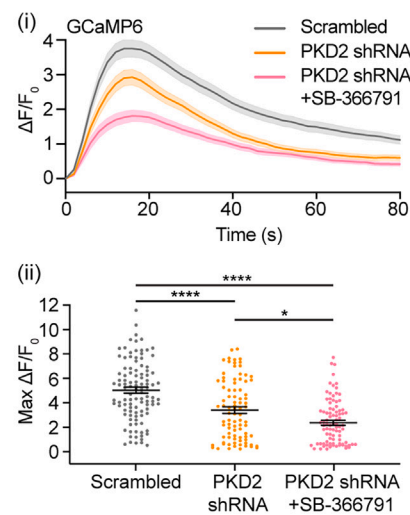 (i)
GCaMP6
Scrambled
PKD2 shRNA
PKD2 shRNA
+SB-366791
ΔF/F0
4
3
2
1
0
0 20 40 60 80
Time (s)
(ii)
****
****
*
Max ΔF/F0
12
10
8
6
4
2
0
Scrambled
PKD2
shRNA
PKD2 shRNA
+SB-366791